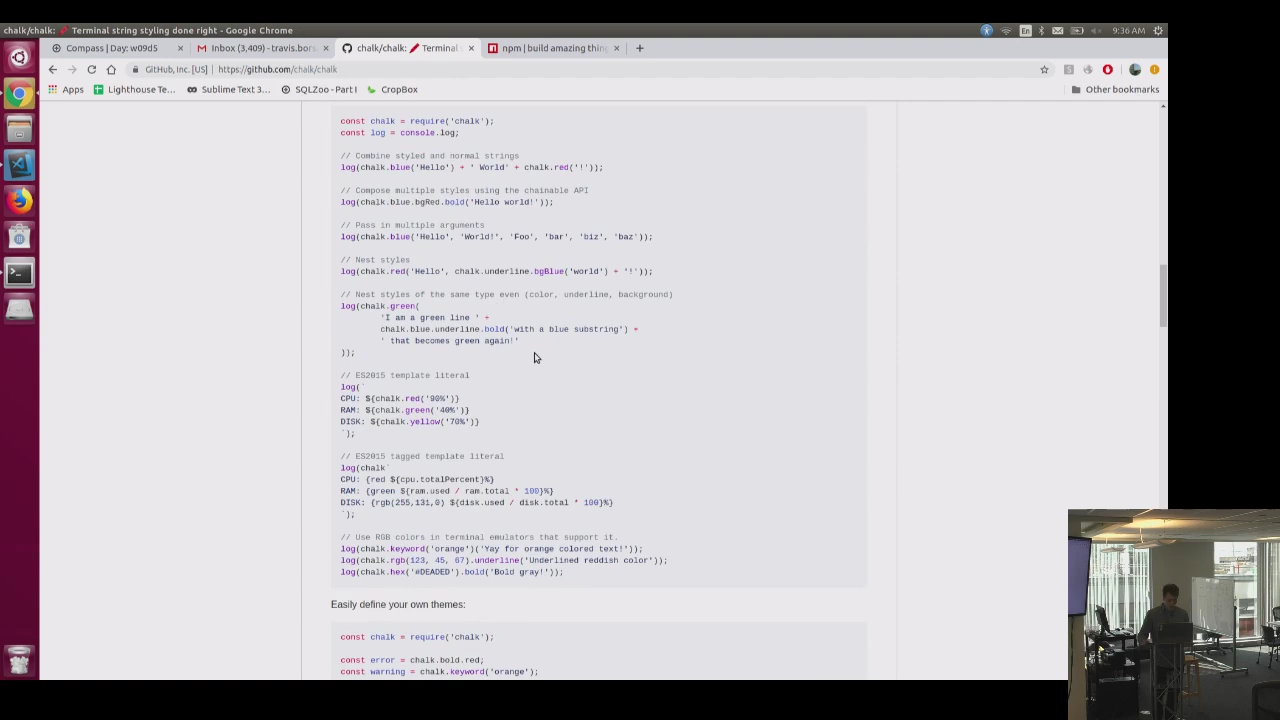 chalk/chalk: Terminal string styling done right - Google Chrome
En
9:36 AM
Compass | Day: w09d5
Inbox (3,409) - travis.bors
chalk/chalk: Terminal
npm | build amazing thin
GitHub, Inc. [US] | https://github.com/chalk/chalk
Apps
Lighthouse Te...
Sublime Text 3...
SQLZoo - Part I
CropBox
Other bookmarks
const chalk = require('chalk');
const log = console.log;
// Combine styled and normal strings
log(chalk.blue('Hello') + ' World' + chalk.red('!'));
// Compose multiple styles using the chainable API
log(chalk.blue.bgRed.bold('Hello world!'));
// Pass in multiple arguments
log(chalk.blue('Hello', 'World!', 'Foo', 'bar', 'biz', 'baz'));
// Nest styles
log(chalk.red('Hello', chalk.underline.bgBlue('world') + '!'));
// Nest styles of the same type even (color, underline, background)
log(chalk.green(
'I am a green line ' +
chalk.blue.underline.bold('with a blue substring') +
' that becomes green again!'
));
// ES2015 template literal
log(`
CPU: ${chalk.red('90%')}
RAM: ${chalk.green('40%')}
DISK: ${chalk.yellow('70%')}
`);
// ES2015 tagged template literal
log(chalk`
CPU: {red ${cpu.totalPercent}%}
RAM: {green ${ram.used / ram.total * 100}%}
DISK: {rgb(255,131,0) ${disk.used / disk.total * 100}%}
`);
// Use RGB colors in terminal emulators that support it.
log(chalk.keyword('orange')('Yay for orange colored text!'));
log(chalk.rgb(123, 45, 67).underline('Underlined reddish color'));
log(chalk.hex('#DEADED').bold('Bold gray!'));
Easily define your own themes:
const chalk = require('chalk');
const error = chalk.bold.red;
const warning = chalk.keyword('orange');